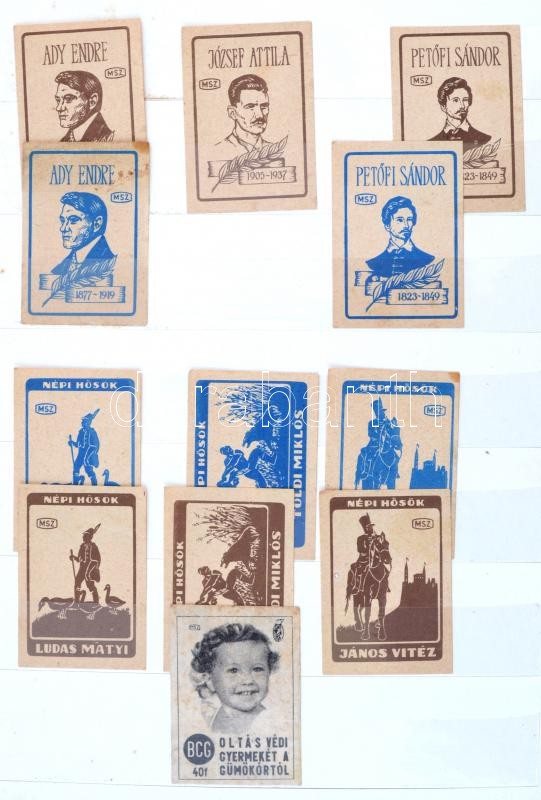 ADY ENDRE
MSZ
JÓZSEF ATTILA
MSZ
1905-1937
PETŐFI SÁNDOR
MSZ
1823-1849
ADY ENDRE
MSZ
1877-1919
PETŐFI SÁNDOR
MSZ
1823-1849
NÉPI HŐSÖK
MSZ
NÉPI HŐSÖK
TOLDI MIKLÓS
NÉPI HŐSÖK
MSZ
darabanth
NÉPI HŐSÖK
MSZ
LUDAS MATYI
NÉPI HŐSÖK
MIKLÓS
NÉPI HŐSÖK
MSZ
JÁNOS VITÉZ
BCG
40f
OLTÁS VÉDI
GYERMEKÉT A
GÜMŐKÓRTÓL